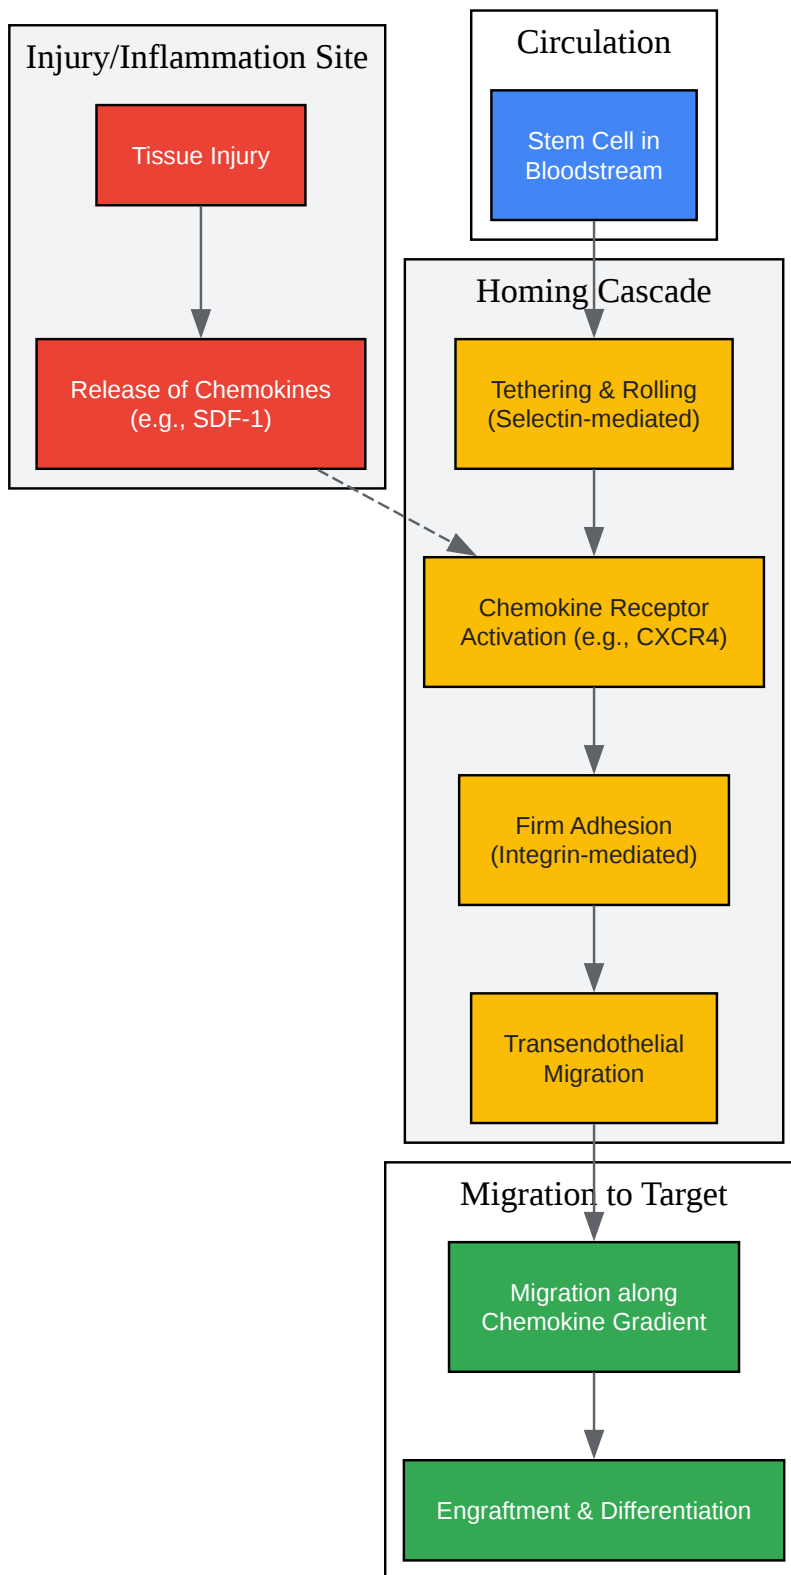 Injury/Inflammation Site
Tissue Injury
Release of Chemokines
(e.g., SDF-1)
Circulation
Stem Cell in
Bloodstream
Homing Cascade
Tethering & Rolling
(Selectin-mediated)
Chemokine Receptor
Activation (e.g., CXCR4)
Firm Adhesion
(Integrin-mediated)
Transendothelial
Migration
Migration to Target
Migration along
Chemokine Gradient
Engraftment & Differentiation